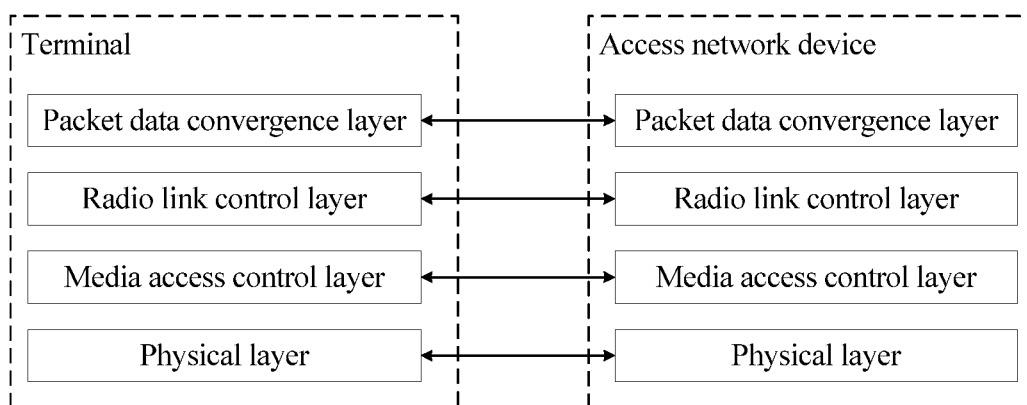 Terminal
Packet data convergence layer
Radio link control layer
Media access control layer
Physical layer
Access network device
Packet data convergence layer
Radio link control layer
Media access control layer
Physical layer